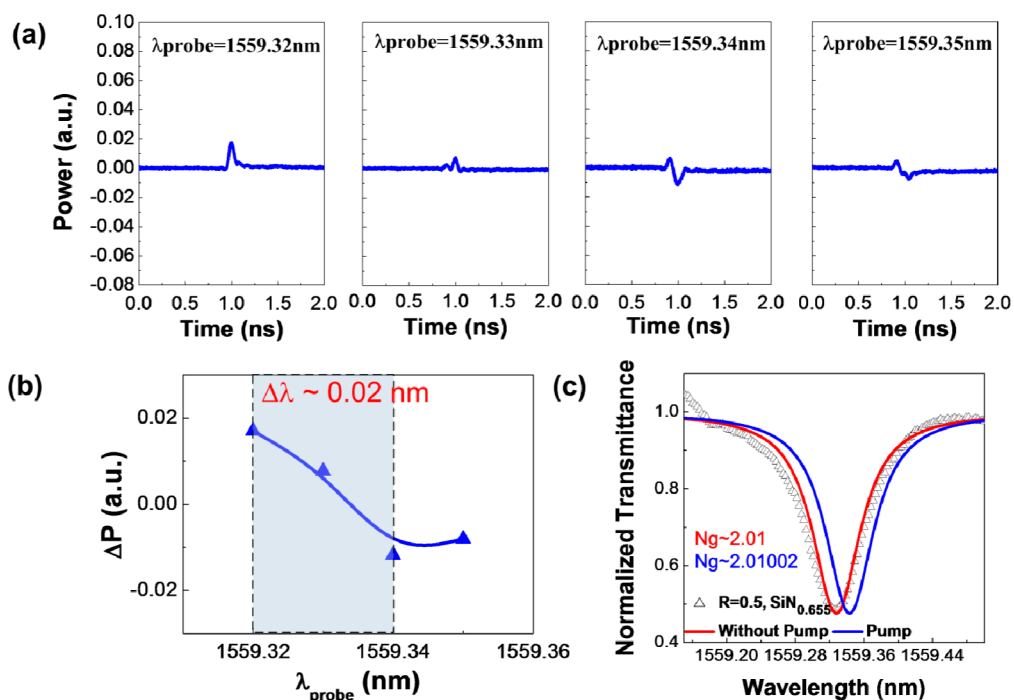 (a)
λprobe=1559.32nm
λprobe=1559.33nm
λprobe=1559.34nm
λprobe=1559.35nm
Power (a.u.)
0.10
0.08
0.06
0.04
0.02
0.00
-0.02
-0.04
-0.06
-0.08
0.0 0.5 1.0 1.5 2.0
0.0 0.5 1.0 1.5 2.0
0.0 0.5 1.0 1.5 2.0
0.0 0.5 1.0 1.5 2.0
Time (ns)
Time (ns)
Time (ns)
Time (ns)
(b)
Δλ ~ 0.02 nm
ΔP (a.u.)
0.02
0.00
-0.02
1559.32 1559.34 1559.36
λprobe (nm)
(c)
Normalized Transmittance
1.0
0.8
0.6
0.4
Ng~2.01
Ng~2.01002
R=0.5, SiN0.655
Without Pump Pump
1559.20 1559.28 1559.36 1559.44
Wavelength (nm)